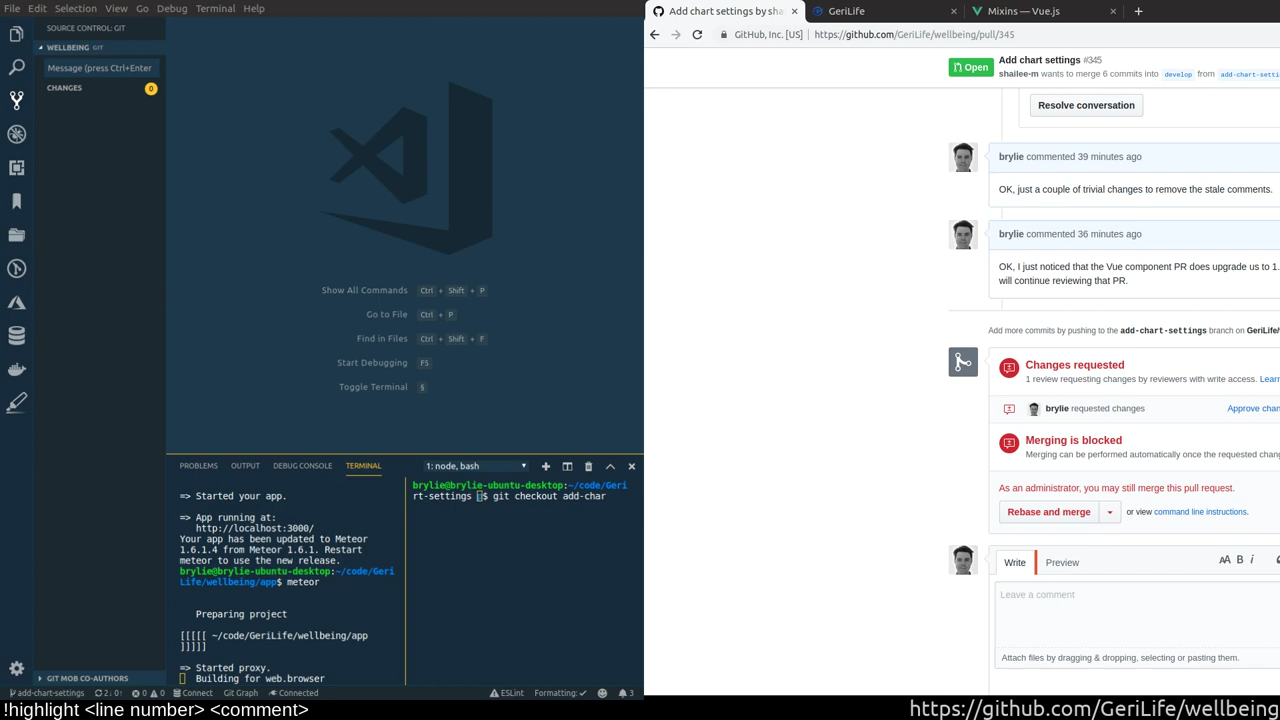 File Edit Selection View Go Debug Terminal Help
SOURCE CONTROL: GIT
WELLBEING GIT
Message (press Ctrl+Enter
CHANGES 0
Show All Commands Ctrl + Shift + P
Go to File Ctrl + P
Find in Files Ctrl + Shift + F
Start Debugging F5
Toggle Terminal §
PROBLEMS OUTPUT DEBUG CONSOLE TERMINAL 1: node, bash
=> Started your app.
=> App running at:
http://localhost:3000/
Your app has been updated to Meteor
1.6.1.4 from Meteor 1.6.1. Restart
meteor to use the new release.
brylie@brylie-ubuntu-desktop:~/code/Geri
Life/wellbeing/app$ meteor
Preparing project
[[[[[ ~/code/GeriLife/wellbeing/app
]]]]]
=> Started proxy.
Building for web.browser
brylie@brylie-ubuntu-desktop:~/code/Geri
rt-settings $ git checkout add-char
GIT MOB CO-AUTHORS
add-chart-settings 2↓ 0↑ 0 0 Connect Git Graph Connected ESLint Formatting: ✓ 3
!highlight <line number> <comment>
Add chart settings by sha
GeriLife
Mixins — Vue.js
GitHub, Inc. [US] | https://github.com/GeriLife/wellbeing/pull/345
Open
Add chart settings #345
shailee-m wants to merge 6 commits into develop from add-chart-setti
Resolve conversation
brylie commented 39 minutes ago
OK, just a couple of trivial changes to remove the stale comments.
brylie commented 36 minutes ago
OK, I just noticed that the Vue component PR does upgrade us to 1.
will continue reviewing that PR.
Add more commits by pushing to the add-chart-settings branch on GeriLife/
Changes requested
1 review requesting changes by reviewers with write access. Learn
brylie requested changes Approve chan
Merging is blocked
Merging can be performed automatically once the requested chang
As an administrator, you may still merge this pull request.
Rebase and merge or view command line instructions.
Write Preview AA B i
Leave a comment
Attach files by dragging & dropping, selecting or pasting them.
https://github.com/GeriLife/wellbeing